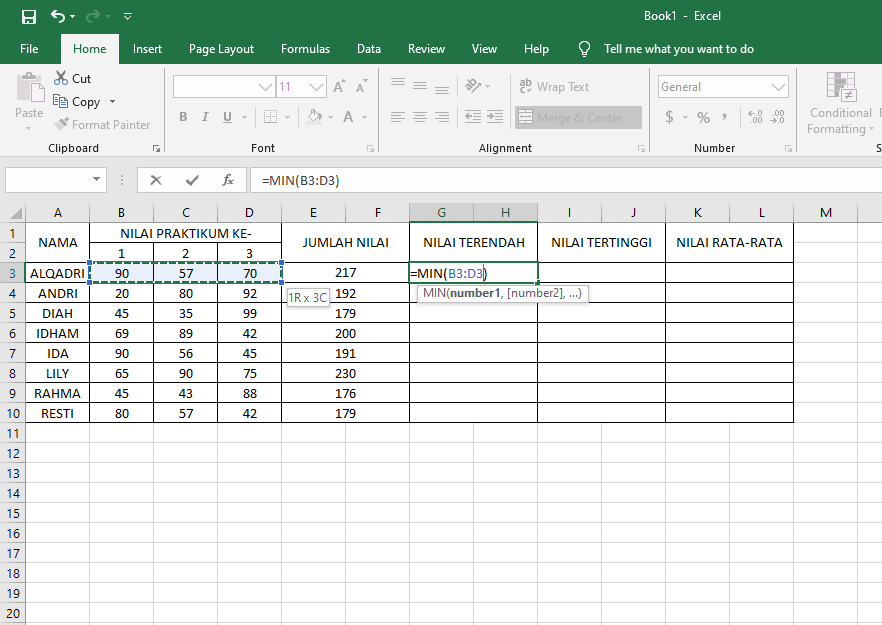 Book1 - Excel
File Home Insert Page Layout Formulas Data Review View Help Tell me what you want to do
Paste
Cut
Copy
Format Painter
Clipboard
11 A A
B I U A
Font
ab Wrap Text
Merge & Center
Alignment
General
$ % ,
Number
Conditional
Formatting
=MIN(B3:D3)
A B C D E F G H I J K L M
1 NAMA NILAI PRAKTIKUM KE- JUMLAH NILAI NILAI TERENDAH NILAI TERTINGGI NILAI RATA-RATA
2 1 2 3
3 ALQADRI 90 57 70 217 =MIN(B3:D3)
MIN(number1, [number2], ...)
1R x 3C
4 ANDRI 20 80 92 192
5 DIAH 45 35 99 179
6 IDHAM 69 89 42 200
7 IDA 90 56 45 191
8 LILY 65 90 75 230
9 RAHMA 45 43 88 176
10 RESTI 80 57 42 179
11
12
13
14
15
16
17
18
19
20